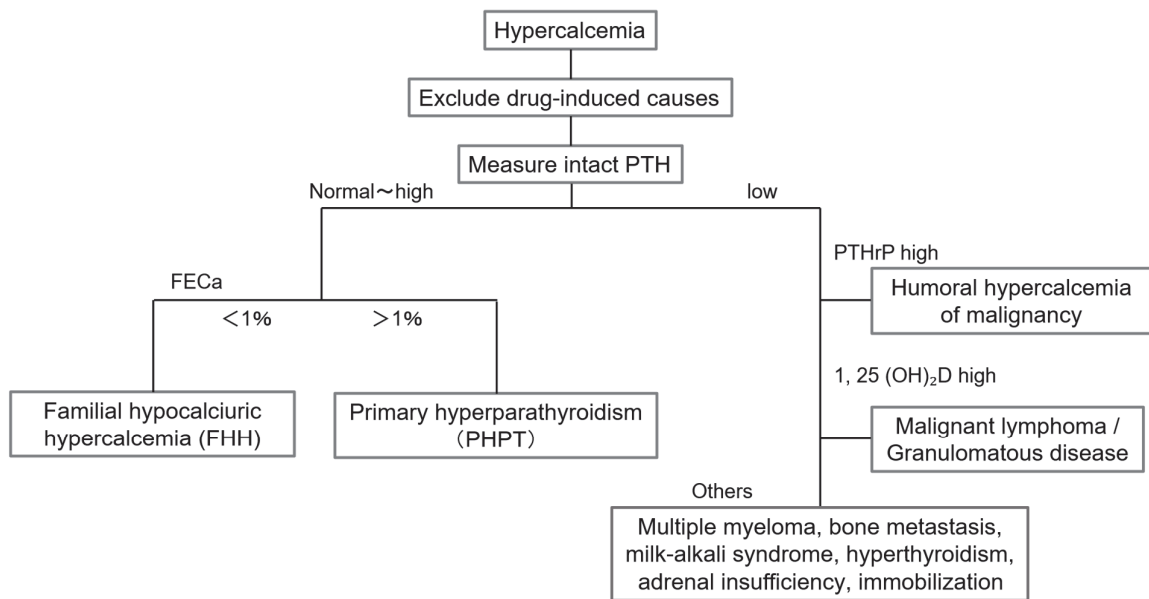 Hypercalcemia
Exclude drug-induced causes
Measure intact PTH
Normal～high
low
PTHrP high
FECa
Humoral hypercalcemia
of malignancy
＜1%
＞1%
1, 25 (OH)₂D high
Familial hypocalciuric
hypercalcemia (FHH)
Primary hyperparathyroidism
（PHPT）
Malignant lymphoma /
Granulomatous disease
Others
Multiple myeloma, bone metastasis,
milk-alkali syndrome, hyperthyroidism,
adrenal insufficiency, immobilization